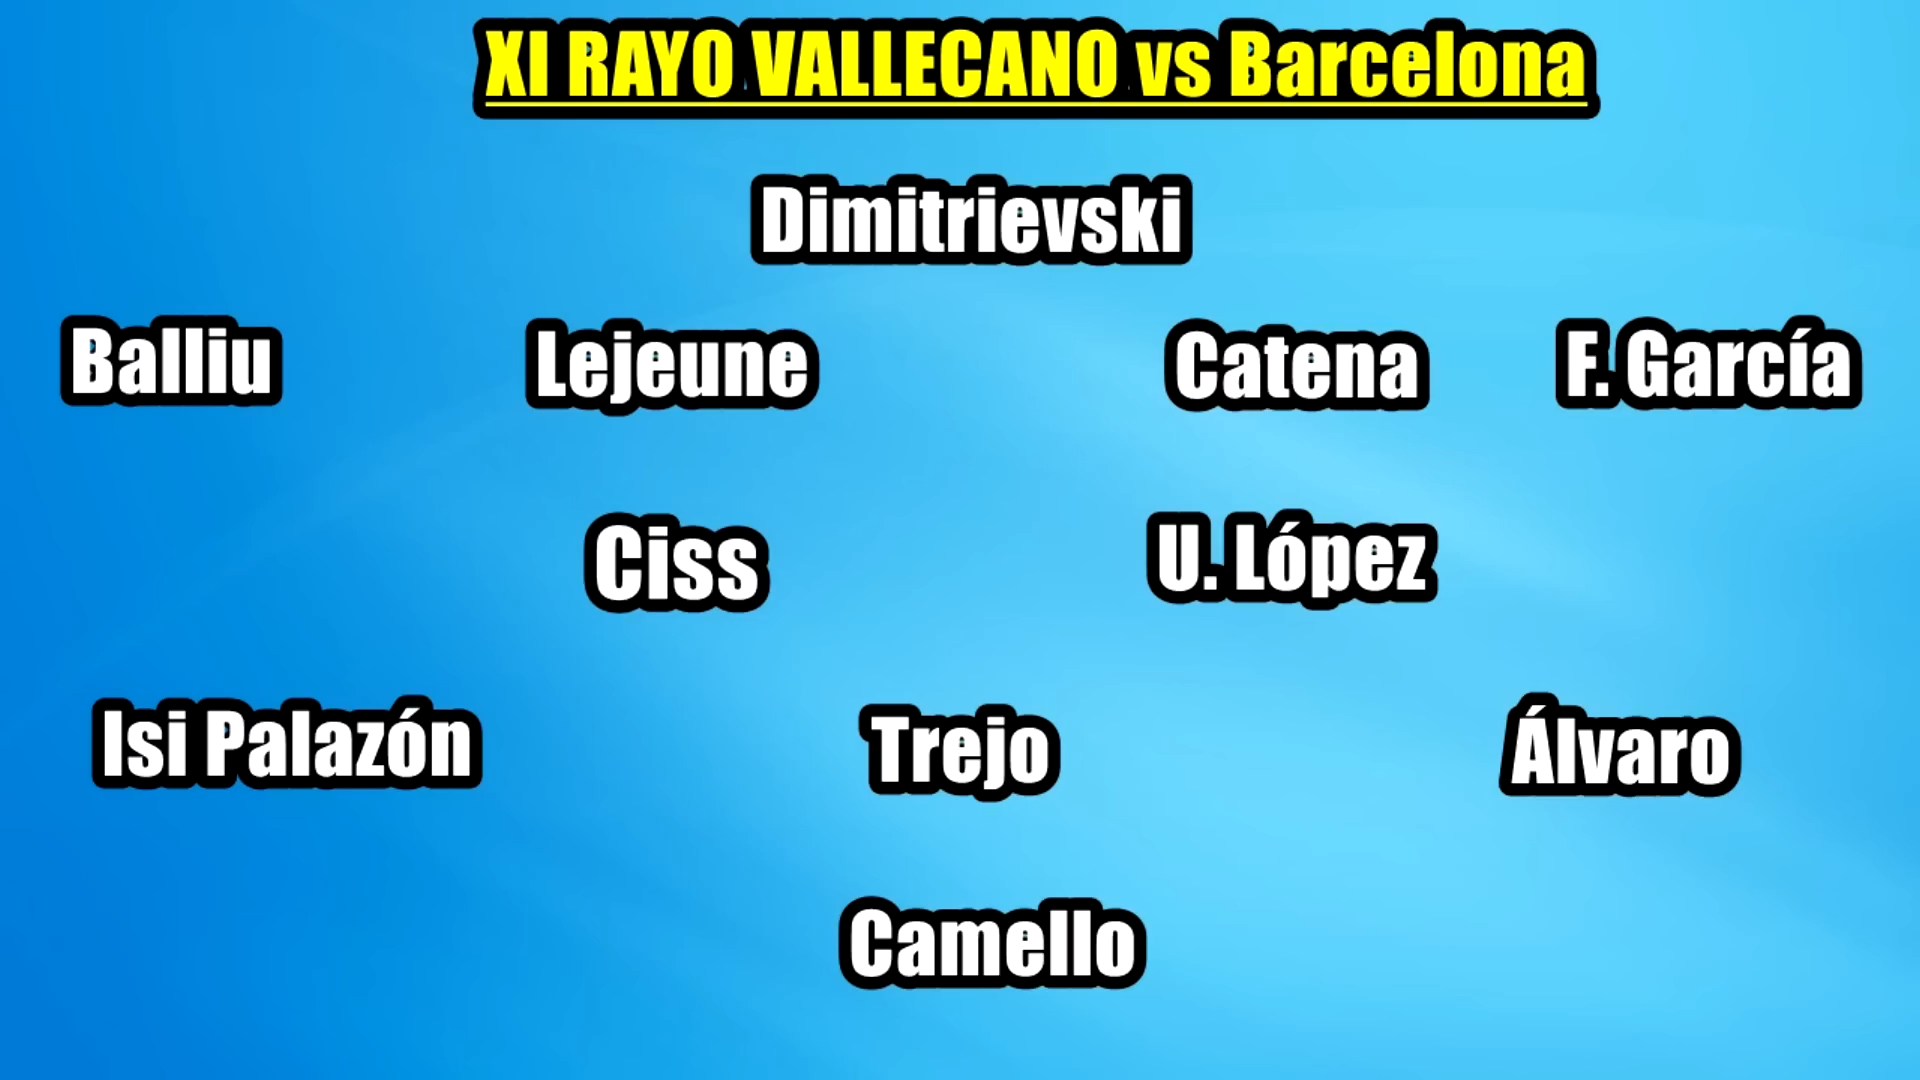 XI RAYO VALLECANO vs Barcelona
Dimitrievski
Balliu Lejeune Catena F. García
Ciss U. López
Isi Palazón Trejo Álvaro
Camello